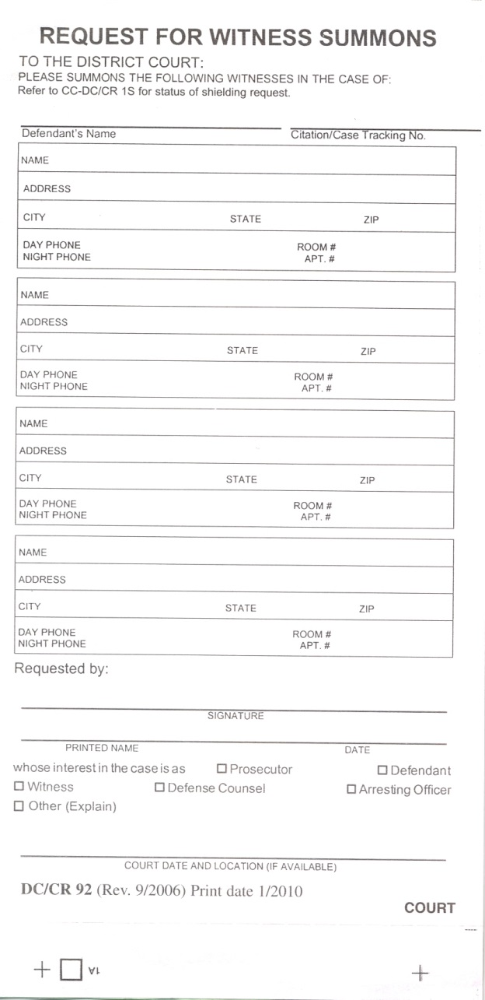 REQUEST FOR WITNESS SUMMONS
TO THE DISTRICT COURT:
PLEASE SUMMONS THE FOLLOWING WITNESSES IN THE CASE OF:
Refer to CC-DC/CR 1S for status of shielding request.
Defendant's Name Citation/Case Tracking No.
NAME
ADDRESS
CITY STATE ZIP
DAY PHONE ROOM #
NIGHT PHONE APT. #
NAME
ADDRESS
CITY STATE ZIP
DAY PHONE ROOM #
NIGHT PHONE APT. #
NAME
ADDRESS
CITY STATE ZIP
DAY PHONE ROOM #
NIGHT PHONE APT. #
NAME
ADDRESS
CITY STATE ZIP
DAY PHONE ROOM #
NIGHT PHONE APT. #
Requested by:
SIGNATURE
PRINTED NAME DATE
whose interest in the case is as Prosecutor Defendant
Witness Defense Counsel Arresting Officer
Other (Explain)
COURT DATE AND LOCATION (IF AVAILABLE)
DC/CR 92 (Rev. 9/2006) Print date 1/2010
COURT
1A